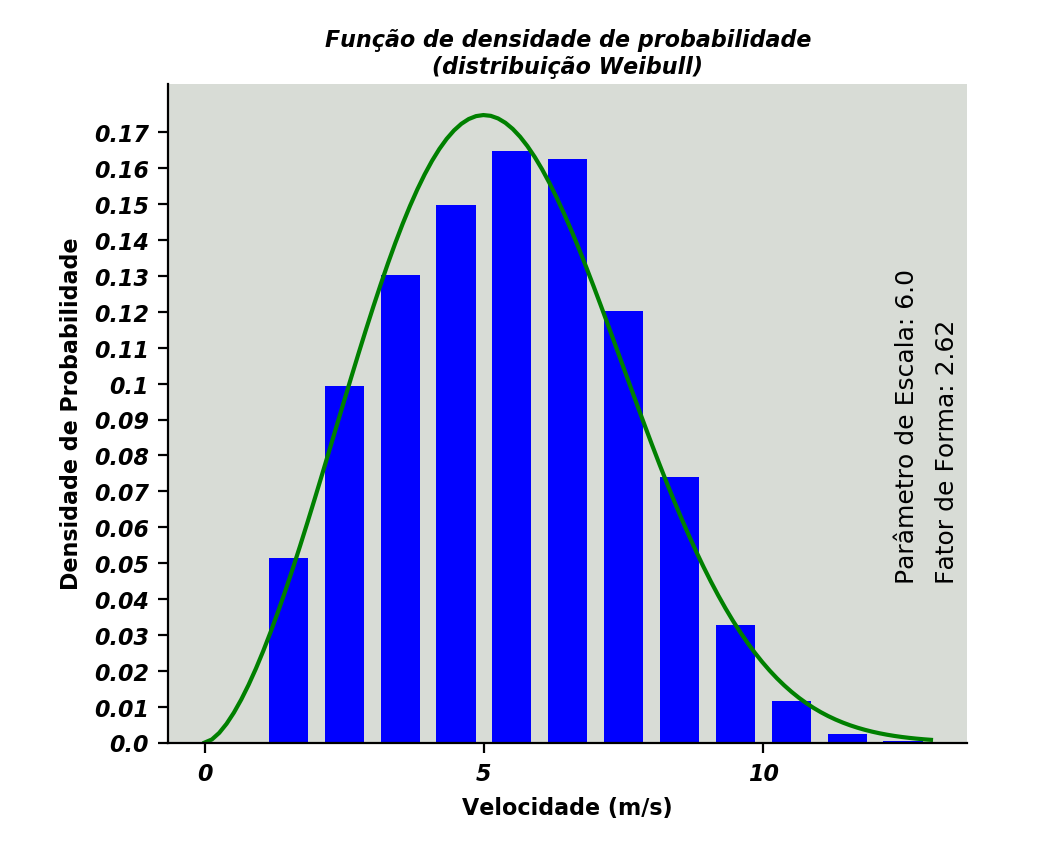 Função de densidade de probabilidade
(distribuição Weibull)
0.17
0.16
0.15
0.14
0.13
0.12
0.11
0.1
0.09
0.08
0.07
0.06
0.05
0.04
0.03
0.02
0.01
0.0
Densidade de Probabilidade
Parâmetro de Escala: 6.0
Fator de Forma: 2.62
0 5 10
Velocidade (m/s)